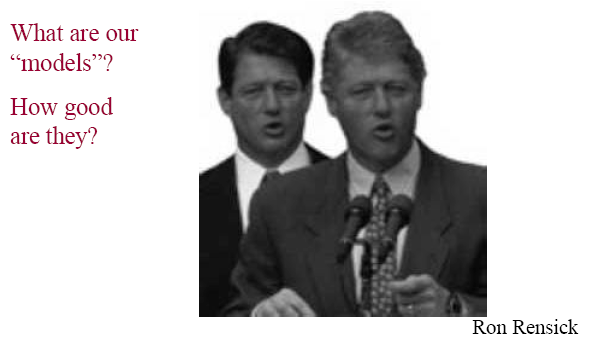 What are our
“models”?
How good
are they?
Ron Rensick